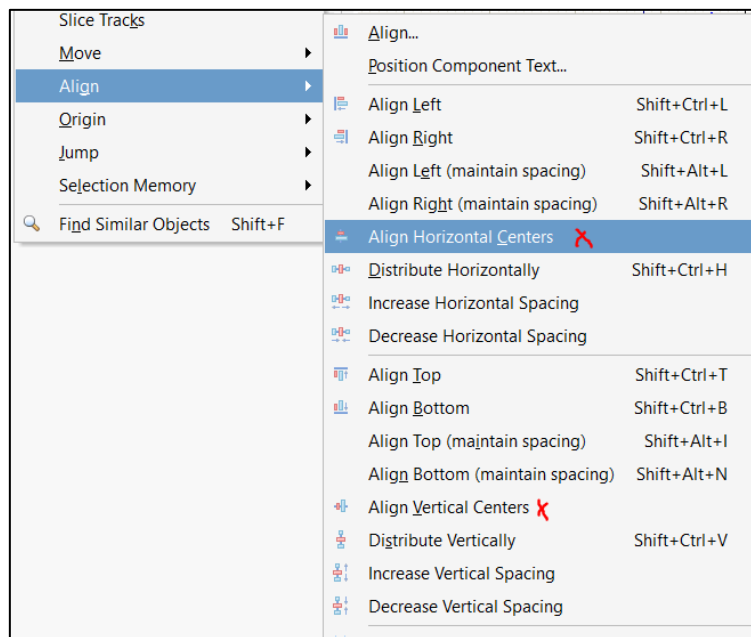 Slice Tracks
Move
Align
Origin
Jump
Selection Memory
Find Similar Objects Shift+F
Align...
Position Component Text...
Align Left Shift+Ctrl+L
Align Right Shift+Ctrl+R
Align Left (maintain spacing) Shift+Alt+L
Align Right (maintain spacing) Shift+Alt+R
Align Horizontal Centers
Distribute Horizontally Shift+Ctrl+H
Increase Horizontal Spacing
Decrease Horizontal Spacing
Align Top Shift+Ctrl+T
Align Bottom Shift+Ctrl+B
Align Top (maintain spacing) Shift+Alt+I
Align Bottom (maintain spacing) Shift+Alt+N
Align Vertical Centers
Distribute Vertically Shift+Ctrl+V
Increase Vertical Spacing
Decrease Vertical Spacing